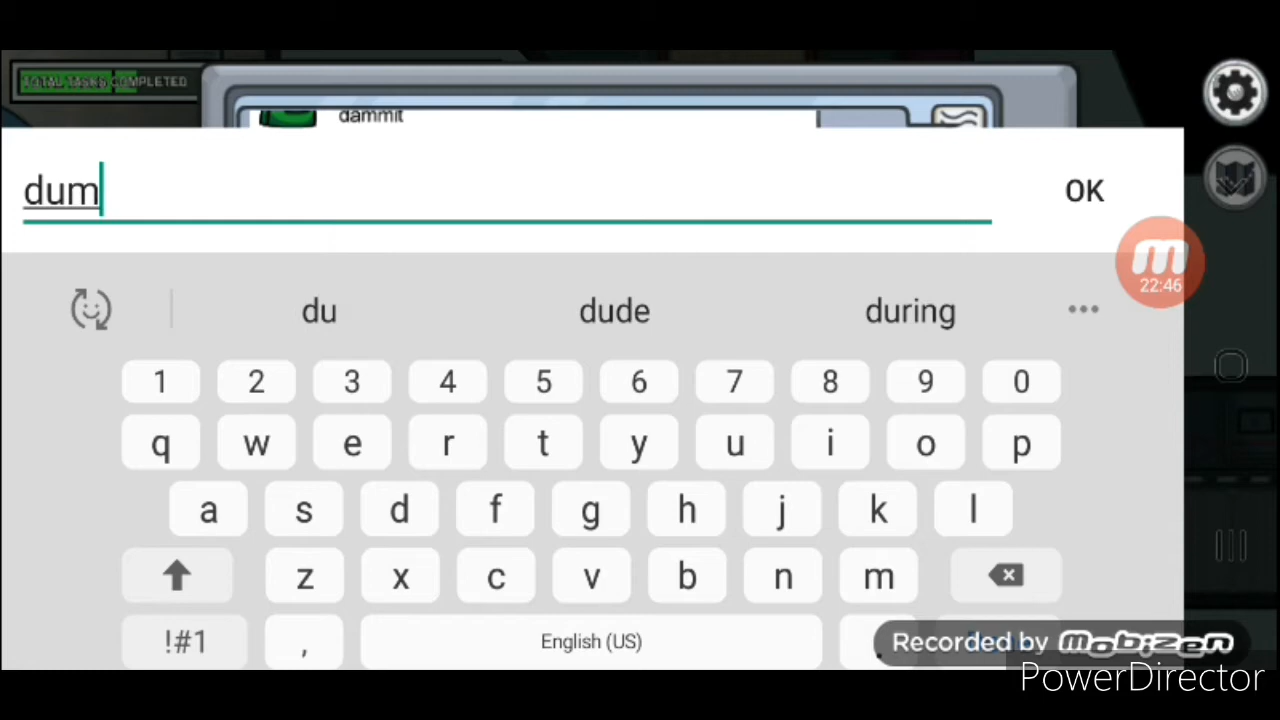 TOTAL TASKS COMPLETED
dammit
dum
OK
22:46
du dude during
1 2 3 4 5 6 7 8 9 0
q w e r t y u i o p
a s d f g h j k l
z x c v b n m
!#1 , English (US) .
Recorded by mobizen
PowerDirector